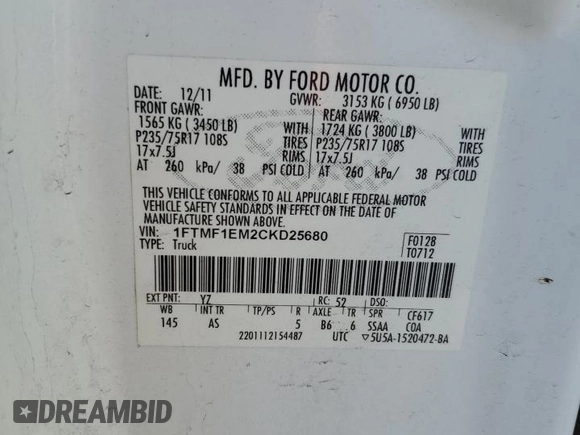 MFD. BY FORD MOTOR CO.
DATE: 12/11 GVWR: 3153 KG ( 6950 LB)
FRONT GAWR: REAR GAWR:
1565 KG ( 3450 LB) WITH 1724 KG ( 3800 LB) WITH
P235/75R17 108S TIRES P235/75R17 108S TIRES
17x7.5J RIMS 17x7.5J RIMS
AT 260 kPa/ 38 PSI COLD AT 260 kPa/ 38 PSI COLD
THIS VEHICLE CONFORMS TO ALL APPLICABLE FEDERAL MOTOR
VEHICLE SAFETY STANDARDS IN EFFECT ON THE DATE OF
MANUFACTURE SHOWN ABOVE.
VIN: 1FTMF1EM2CKD25680
TYPE: Truck
F0128
T0712
EXT PNT: YZ RC: 52 DSO:
WB INT TR TP/PS R AXLE TR SPR CF617
145 AS 5 B6 6 SSAA COA
2201112154487 UTC ▽5U5A-1520472-BA
DREAMBID